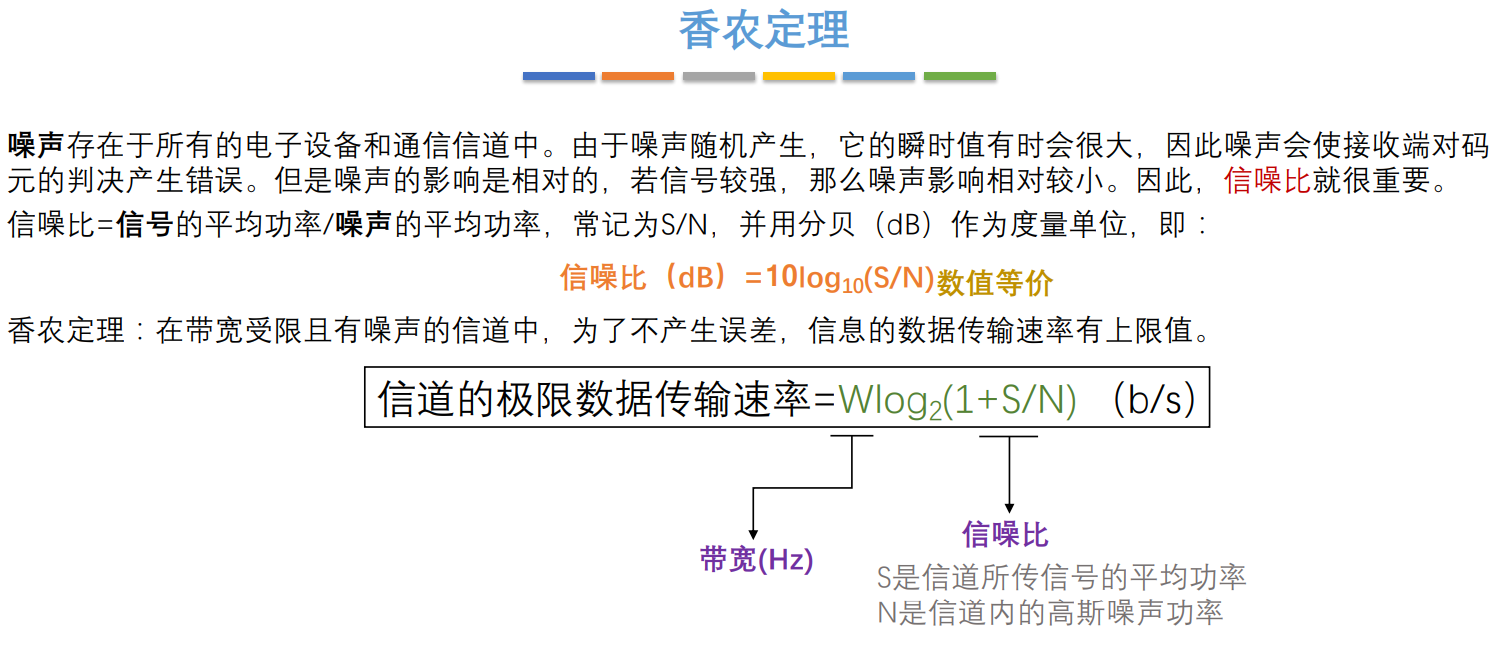 香农定理
噪声存在于所有的电子设备和通信信道中。由于噪声随机产生，它的瞬时值有时会很大，因此噪声会使接收端对码
元的判决产生错误。但是噪声的影响是相对的，若信号较强，那么噪声影响相对较小。因此，信噪比就很重要。
信噪比=信号的平均功率/噪声的平均功率，常记为S/N，并用分贝（dB）作为度量单位，即：
信噪比（dB）=10log₁₀(S/N) 数值等价
香农定理：在带宽受限且有噪声的信道中，为了不产生误差，信息的数据传输速率有上限值。
信道的极限数据传输速率=Wlog₂(1+S/N) （b/s）
带宽(Hz)
信噪比
S是信道所传信号的平均功率
N是信道内的高斯噪声功率